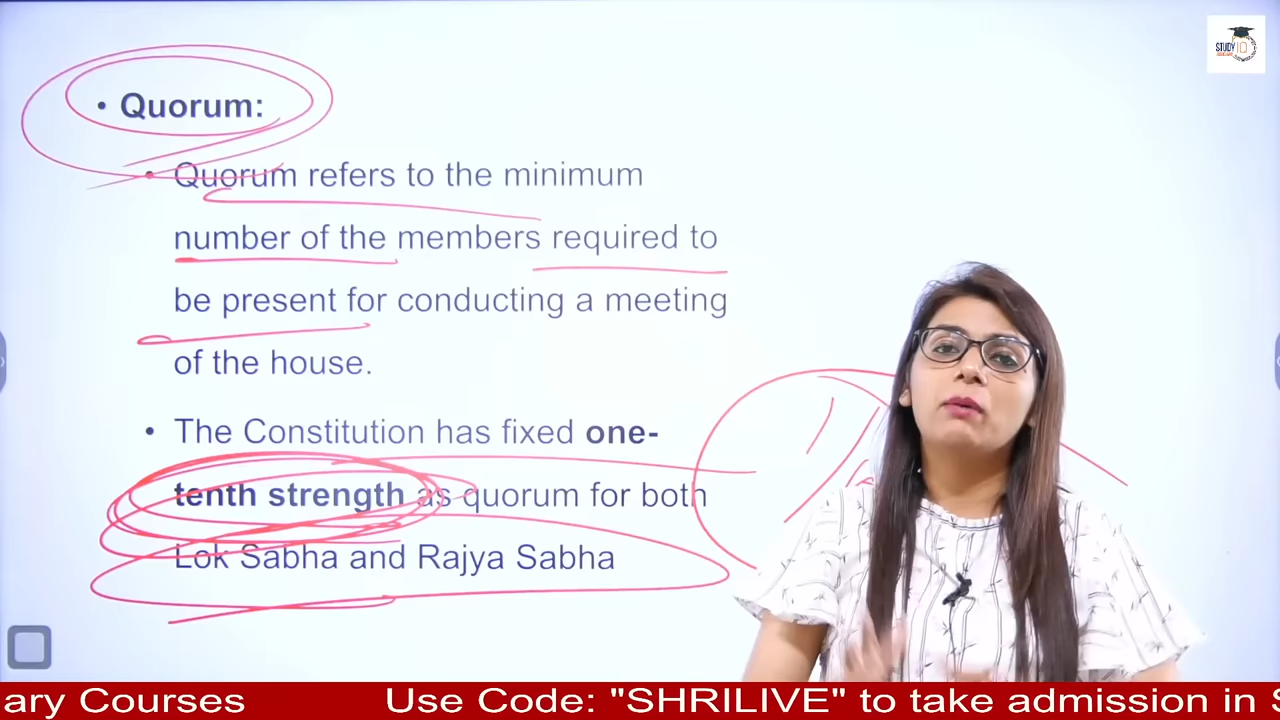 STUDY IQ
• Quorum:
• Quorum refers to the minimum
number of the members required to
be present for conducting a meeting
of the house.
• The Constitution has fixed one-
tenth strength as quorum for both
Lok Sabha and Rajya Sabha
ary Courses Use Code: "SHRILIVE" to take admission in S